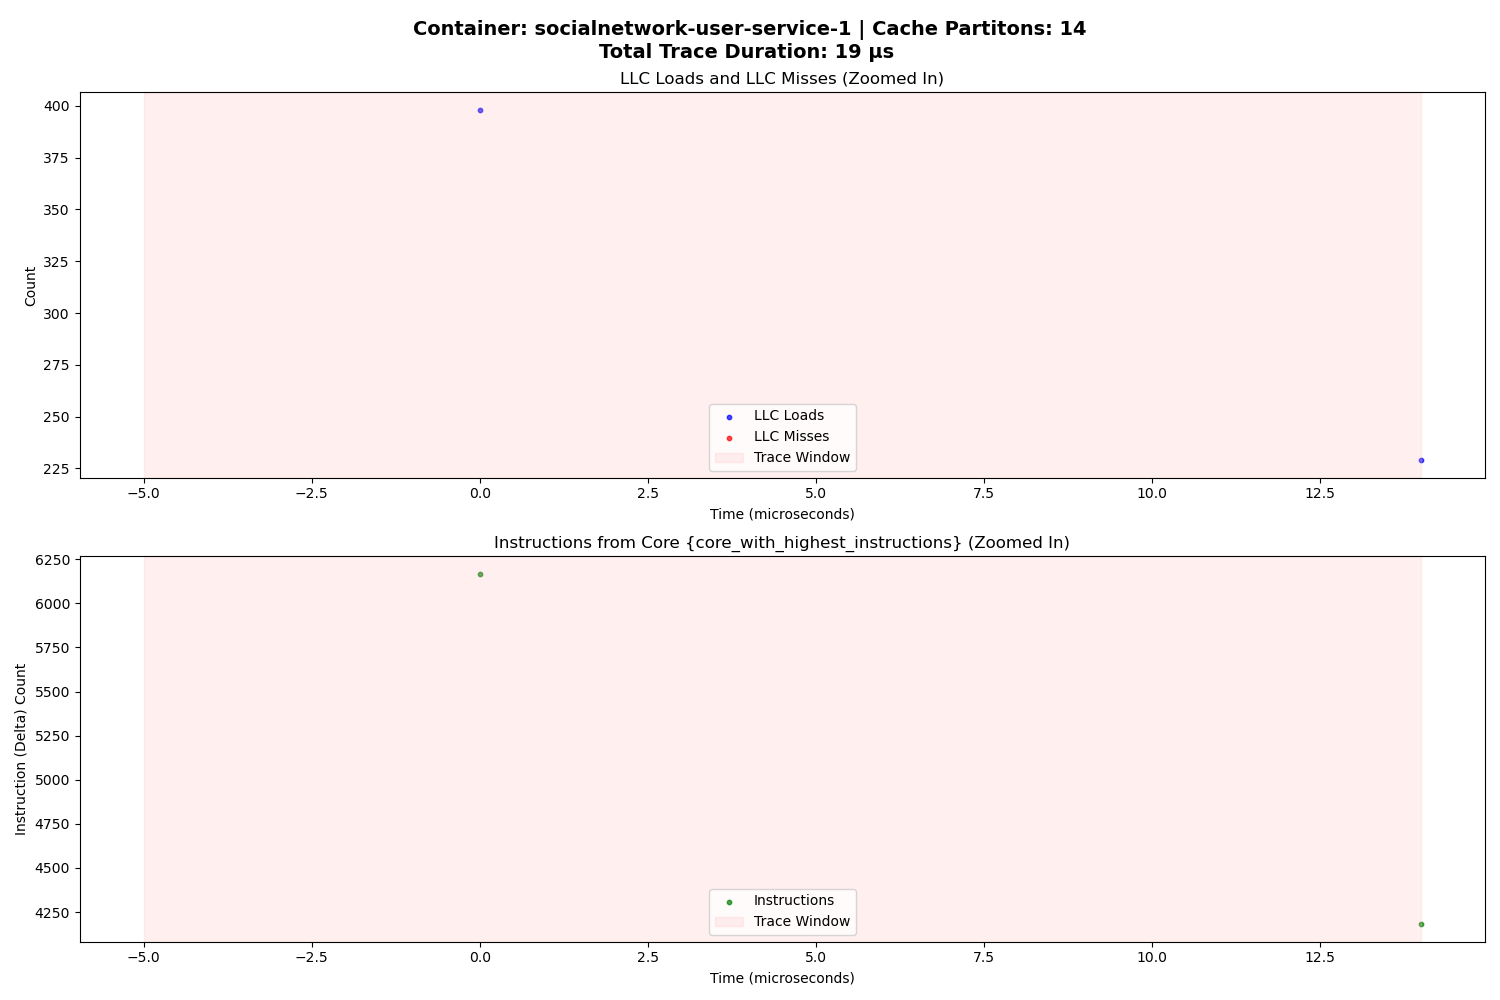 Container: socialnetwork-user-service-1 | Cache Partitons: 14
Total Trace Duration: 19 µs
LLC Loads and LLC Misses (Zoomed In)
400
375
350
325
300
275
250
225
Count
LLC Loads
LLC Misses
Trace Window
−5.0
−2.5
0.0
2.5
5.0
7.5
10.0
12.5
Time (microseconds)
Instructions from Core {core_with_highest_instructions} (Zoomed In)
6250
6000
5750
5500
5250
5000
4750
4500
4250
Instruction (Delta) Count
Instructions
Trace Window
−5.0
−2.5
0.0
2.5
5.0
7.5
10.0
12.5
Time (microseconds)